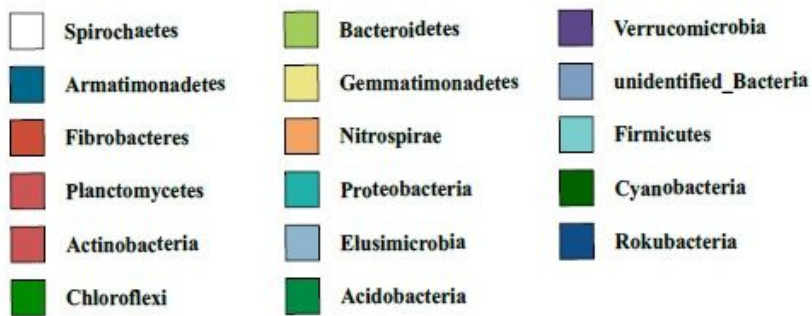 Spirochaetes
Armatimonadetes
Fibrobacteres
Planctomycetes
Actinobacteria
Chloroflexi
Bacteroidetes
Gemmatimonadetes
Nitrospirae
Proteobacteria
Elusimicrobia
Acidobacteria
Verrucomicrobia
unidentified_Bacteria
Firmicutes
Cyanobacteria
Rokubacteria